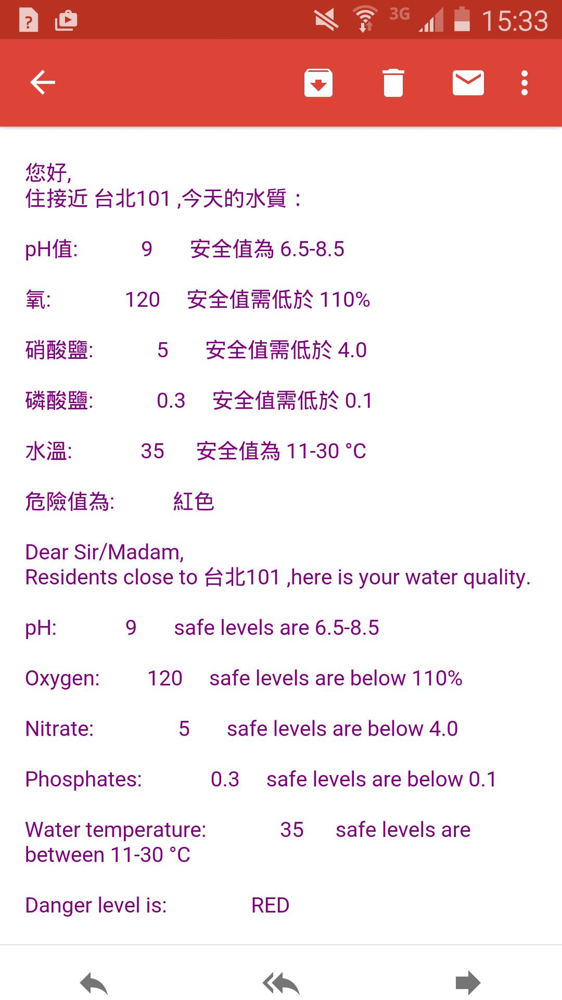 3G 15:33
您好,
住接近 台北101 ,今天的水質：
pH值: 9 安全值為 6.5-8.5
氧: 120 安全值需低於 110%
硝酸鹽: 5 安全值需低於 4.0
磷酸鹽: 0.3 安全值需低於 0.1
水溫: 35 安全值為 11-30 °C
危險值為: 紅色
Dear Sir/Madam,
Residents close to 台北101 ,here is your water quality.
pH: 9 safe levels are 6.5-8.5
Oxygen: 120 safe levels are below 110%
Nitrate: 5 safe levels are below 4.0
Phosphates: 0.3 safe levels are below 0.1
Water temperature: 35 safe levels are
between 11-30 °C
Danger level is: RED